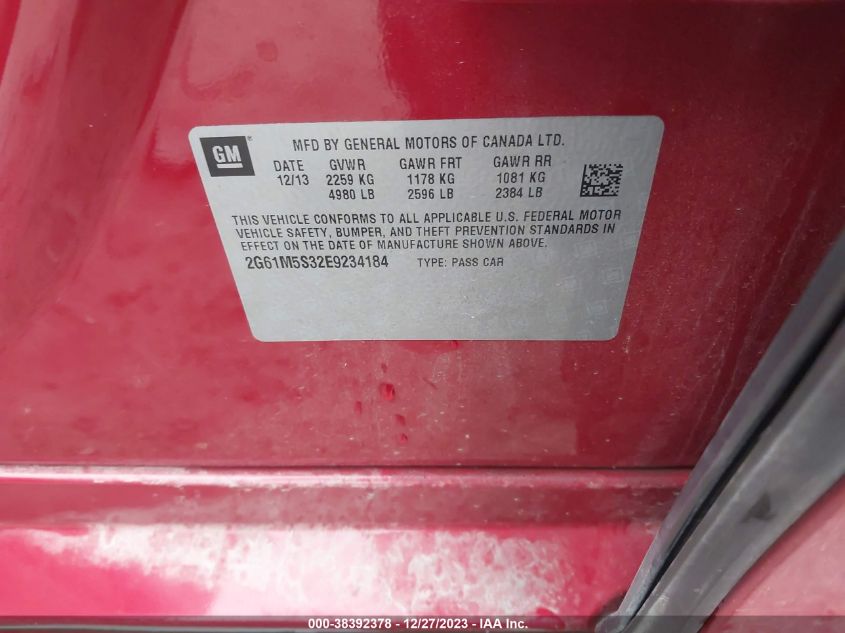 GM
MFD BY GENERAL MOTORS OF CANADA LTD.
DATE GVWR GAWR FRT GAWR RR
12/13 2259 KG 1178 KG 1081 KG
4980 LB 2596 LB 2384 LB
THIS VEHICLE CONFORMS TO ALL APPLICABLE U.S. FEDERAL MOTOR
VEHICLE SAFETY, BUMPER, AND THEFT PREVENTION STANDARDS IN
EFFECT ON THE DATE OF MANUFACTURE SHOWN ABOVE.
2G61M5S32E9234184 TYPE: PASS CAR
000-38392378 - 12/27/2023 - IAA Inc.